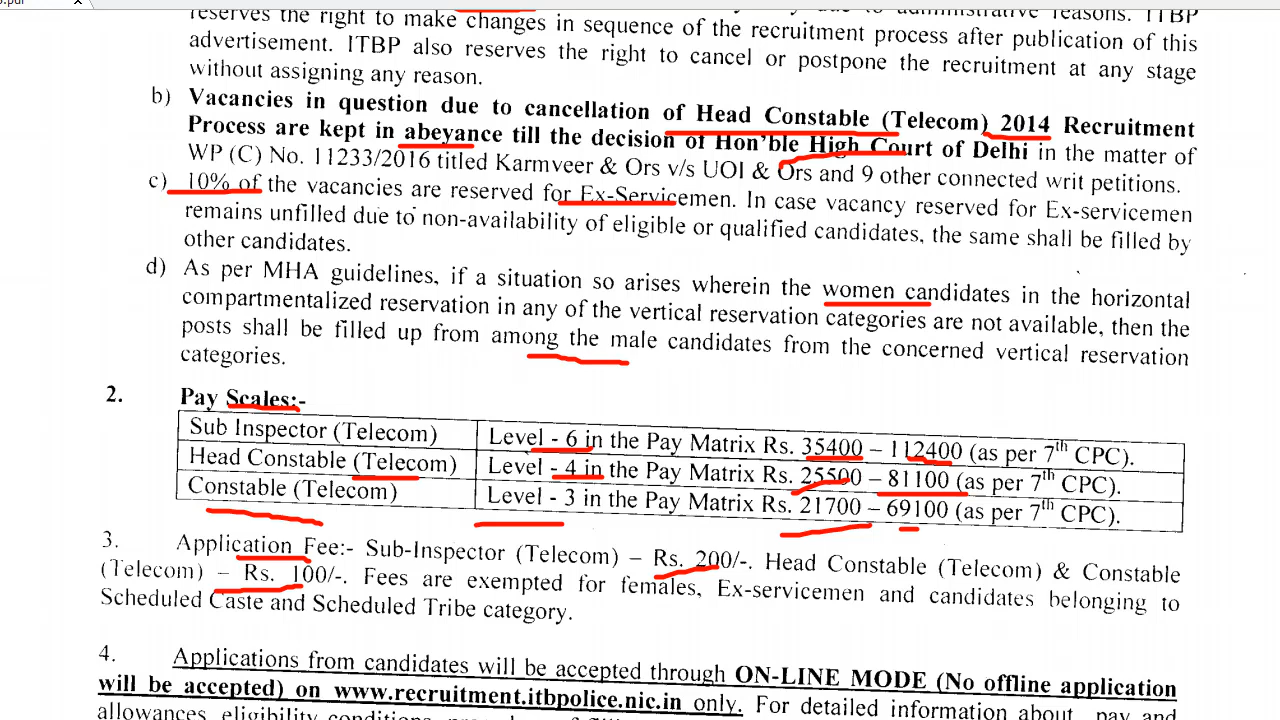 .pdf x
reserves the right to make changes in sequence of the recruitment process after publication of this
advertisement. ITBP also reserves the right to cancel or postpone the recruitment at any stage
without assigning any reason.
b) Vacancies in question due to cancellation of Head Constable (Telecom) 2014 Recruitment
Process are kept in abeyance till the decision of Hon'ble High Court of Delhi in the matter of
WP (C) No. 11233/2016 titled Karmveer & Ors v/s UOI & Ors and 9 other connected writ petitions.
c) 10% of the vacancies are reserved for Ex-Servicemen. In case vacancy reserved for Ex-servicemen
remains unfilled due to non-availability of eligible or qualified candidates, the same shall be filled by
other candidates.
d) As per MHA guidelines, if a situation so arises wherein the women candidates in the horizontal
compartmentalized reservation in any of the vertical reservation categories are not available, then the
posts shall be filled up from among the male candidates from the concerned vertical reservation
categories.
2. Pay Scales:-
Sub Inspector (Telecom) Level - 6 in the Pay Matrix Rs. 35400 – 112400 (as per 7th CPC).
Head Constable (Telecom) Level - 4 in the Pay Matrix Rs. 25500 – 81100 (as per 7th CPC).
Constable (Telecom) Level - 3 in the Pay Matrix Rs. 21700 – 69100 (as per 7th CPC).
3. Application Fee:- Sub-Inspector (Telecom) – Rs. 200/-. Head Constable (Telecom) & Constable
(Telecom) – Rs. 100/-. Fees are exempted for females, Ex-servicemen and candidates belonging to
Scheduled Caste and Scheduled Tribe category.
4. Applications from candidates will be accepted through ON-LINE MODE (No offline application
will be accepted) on www.recruitment.itbpolice.nic.in only. For detailed information about pay and
allowances, eligibility conditions